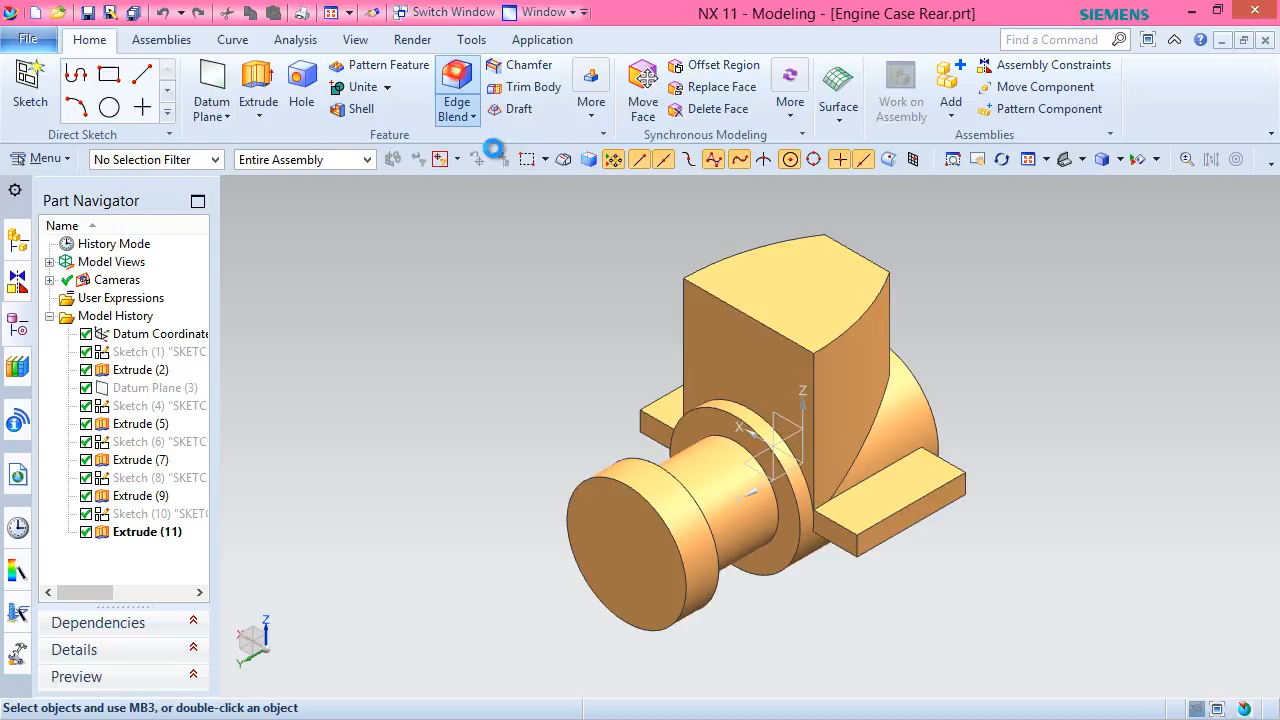 Switch Window Window NX 11 - Modeling - [Engine Case Rear.prt] SIEMENS
File Home Assemblies Curve Analysis View Render Tools Application Find a Command
Sketch Direct Sketch
Datum Plane Extrude Hole Pattern Feature Unite Shell Edge Blend Chamfer Trim Body Draft More Feature
Move Face Offset Region Replace Face Delete Face More Synchronous Modeling
Surface
Work on Assembly Add Assembly Constraints Move Component Pattern Component Assemblies
Menu No Selection Filter Entire Assembly
Part Navigator
Name
History Mode
Model Views
Cameras
User Expressions
Model History
Datum Coordinate
Sketch (1) "SKETC
Extrude (2)
Datum Plane (3)
Sketch (4) "SKETC
Extrude (5)
Sketch (6) "SKETC
Extrude (7)
Sketch (8) "SKETC
Extrude (9)
Sketch (10) "SKETC
Extrude (11)
Dependencies
Details
Preview
Z
X
Z
X
Y
Select objects and use MB3, or double-click an object